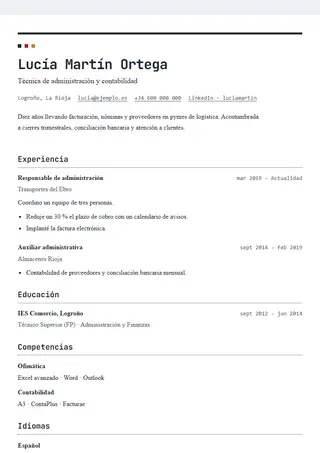 Lucía Martín Ortega
Técnica de administración y contabilidad
Logroño, La Rioja lucia@ejemplo.es +34 600 000 000 LinkedIn · luciamartin
Diez años llevando facturación, nóminas y proveedores en pymes de logística. Acostumbrada
a cierres trimestrales, conciliación bancaria y atención a clientes.
Experiencia
Responsable de administración mar 2019 – Actualidad
Transportes del Ebro
Coordino un equipo de tres personas.
• Reduje un 30 % el plazo de cobro con un calendario de avisos.
• Implanté la factura electrónica.
Auxiliar administrativa sept 2014 – feb 2019
Almacenes Rioja
• Contabilidad de proveedores y conciliación bancaria mensual.
Educación
IES Comercio, Logroño sept 2012 – jun 2014
Técnico Superior (FP) · Administración y Finanzas
Competencias
Ofimática
Excel avanzado · Word · Outlook
Contabilidad
A3 · ContaPlus · Facturae
Idiomas
Español